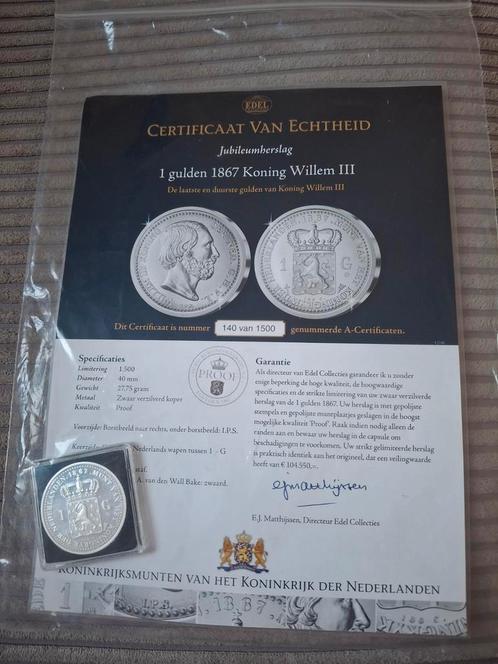 EDEL
CERTIFICAAT VAN ECHTHEID
Jubileumherslag
1 gulden 1867 Koning Willem III
De laatste en duurste gulden van Koning Willem III
1 G
Dit Certificaat is nummer 140 van 1500 genummerde A-Certificaten.
Specificaties
Limitering 1.500
Diameter 40 mm
Gewicht 27,75 gram
Metaal Zwaar verzilverd koper
Kwaliteit Proof
PROOF
Voorzijde: Borstbeeld naar rechts, onder borstbeeld: I.P.S.
Keerzijde: Nederlands wapen tussen 1 - G
staf.
A. van den Wall Bake: zwaard.
Garantie
Als directeur van Edel Collecties garandeer ik u zonder
enige beperking de hoge kwaliteit, de hoogwaardige
specificaties en de strikte limitering van uw zwaar verzilverde
herslag van de 1 gulden 1867. Uw herslag is met gepolijste
stempels en gepolijste muntplaatjes geslagen in de hoogst
mogelijke kwaliteit 'Proof'. Raak indien nodig alleen de
randen aan en bewaar uw herslag in de capsule om
beschadigingen te voorkomen. Uw strikt gelimiteerde herslag
is praktisch identiek aan het origineel, dat een veilingwaarde
heeft van € 104.550,=.
E.J. Matthijssen, Directeur Edel Collecties
1 G
KONINKRIJKSMUNTEN VAN HET KONINKRIJK DER NEDERLANDEN
I.P.S.